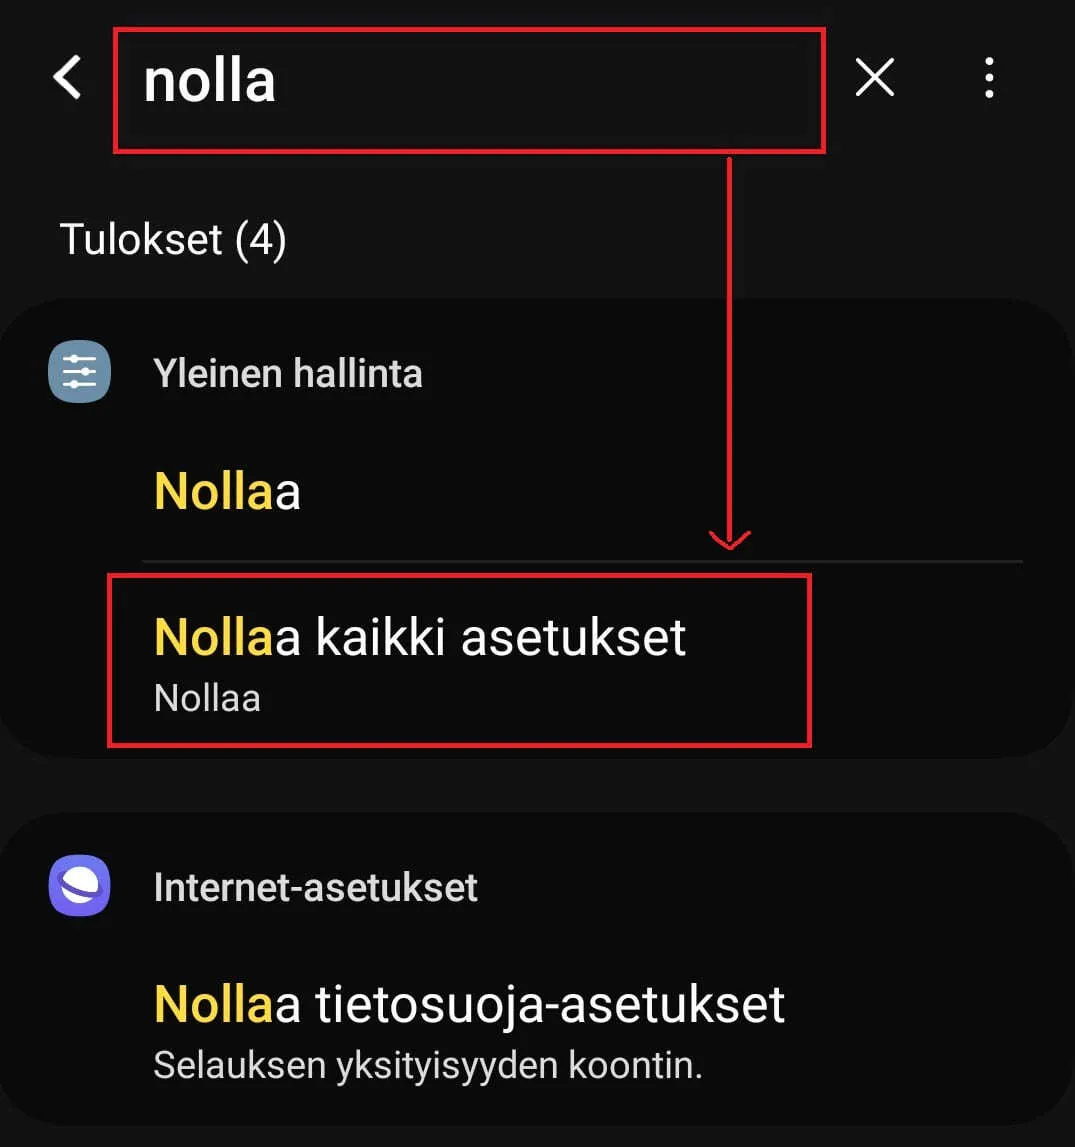 nolla
Tulokset (4)
Yleinen hallinta
Nollaa
Nollaa kaikki asetukset
Nollaa
Internet-asetukset
Nollaa tietosuoja-asetukset
Selauksen yksityisyyden koontin.